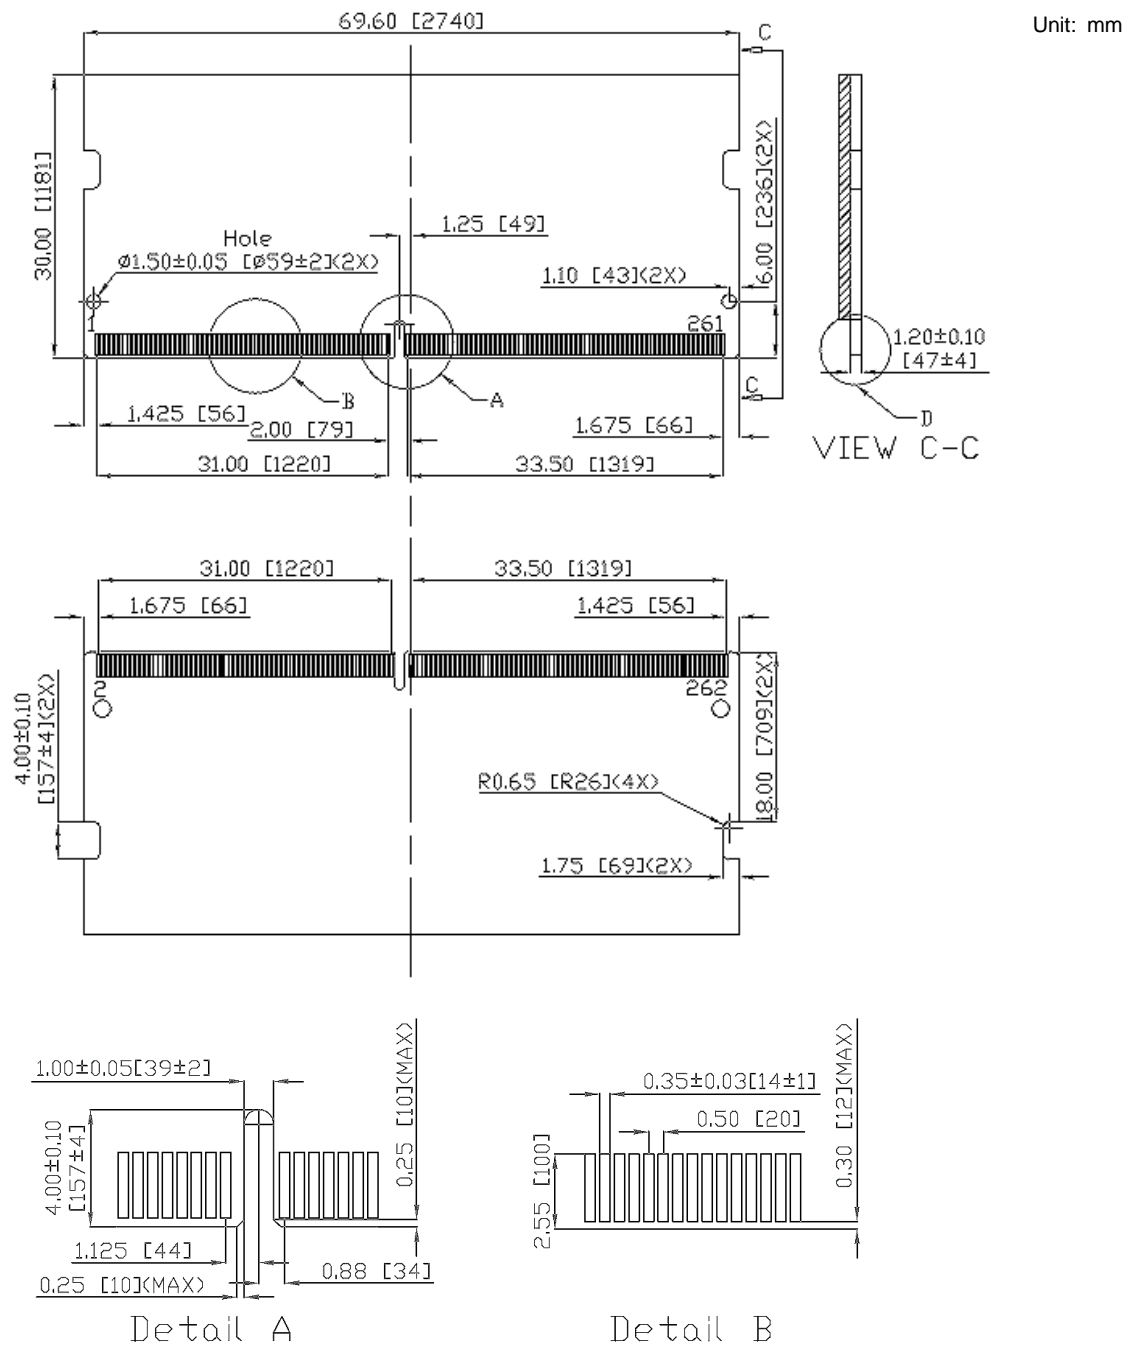 69.60 [2740]
Unit: mm
C
30.00 [1181]
6.00 [236](2X)
1.25 [49]
Hole
Ø1.50±0.05 [Ø59±2](2X)
1.10 [43](2X)
1
261
1.20±0.10
[47±4]
C
B
A
D
1.425 [56]
2.00 [79]
1.675 [66]
VIEW C-C
31.00 [1220]
33.50 [1319]
31.00 [1220]
33.50 [1319]
1.675 [66]
1.425 [56]
2
262
4.00±0.10
[157±4](2X)
18.00 [709](2X)
R0.65 [R26](4X)
1.75 [69](2X)
1.00±0.05[39±2]
0.25 [10](MAX)
4.00±0.10
[157±4]
1.125 [44]
0.88 [34]
0.25 [10](MAX)
Detail A
0.35±0.03[14±1]
0.50 [20]
0.30 [12](MAX)
2.55 [100]
Detail B